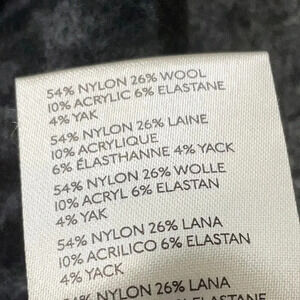 54% NYLON 26% WOOL
10% ACRYLIC 6% ELASTANE
4% YAK
54% NYLON 26% LAINE
10% ACRYLIQUE
6% ÉLASTHANNE 4% YACK
54% NYLON 26% WOLLE
10% ACRYL 6% ELASTAN
4% YAK
54% NYLON 26% LANA
10% ACRILICO 6% ELASTAN
4% YACK
54% NYLON 26% LANA